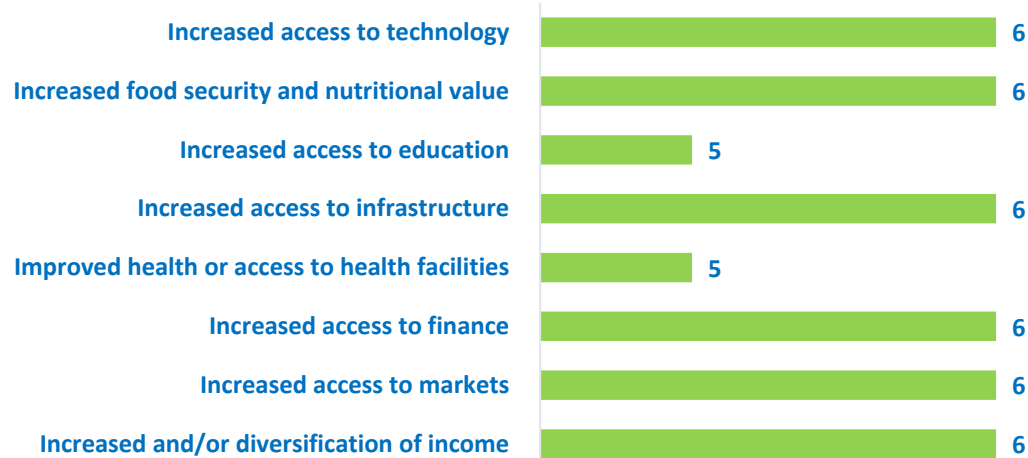 Increased access to technology 6
Increased food security and nutritional value 6
Increased access to education 5
Increased access to infrastructure 6
Improved health or access to health facilities 5
Increased access to finance 6
Increased access to markets 6
Increased and/or diversification of income 6